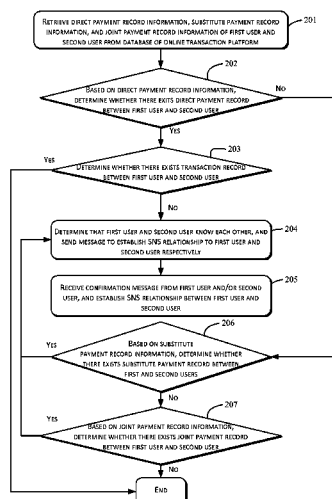 201
RETRIEVE DIRECT PAYMENT RECORD INFORMATION, SUBSTITUTE PAYMENT RECORD
INFORMATION, AND JOINT PAYMENT RECORD INFORMATION OF FIRST USER AND
SECOND USER FROM DATABASE OF ONLINE TRANSACTION PLATFORM
202
No
BASED ON DIRECT PAYMENT RECORD INFORMATION,
DETERMINE WHETHER THERE EXITS DIRECT PAYMENT RECORD
BETWEEN FIRST USER AND SECOND USER
Yes
203
Yes
DETERMINE WHETHER THERE EXISTS TRANSACTION RECORD
BETWEEN FIRST USER AND SECOND USER
No
204
DETERMINE THAT FIRST USER AND SECOND USER KNOW EACH OTHER, AND
SEND MESSAGE TO ESTABLISH SNS RELATIONSHIP TO FIRST USER AND
SECOND USER RESPECTIVELY
205
RECEIVE CONFIRMATION MESSAGE FROM FIRST USER AND/OR SECOND
USER, AND ESTABLISH SNS RELATIONSHIP BETWEEN FIRST USER AND
SECOND USER
206
Yes
BASED ON SUBSTITUTE
PAYMENT RECORD INFORMATION, DETERMINE WHETHER
THERE EXITS SUBSTITUTE PAYMENT RECORD BETWEEN
FIRST AND SECOND USERS
No
207
Yes
BASED ON JOINT PAYMENT RECORD INFORMATION,
DETERMINE WHETHER THERE EXISTS JOINT PAYMENT RECORD
BETWEEN FIRST USER AND SECOND USER
No
END